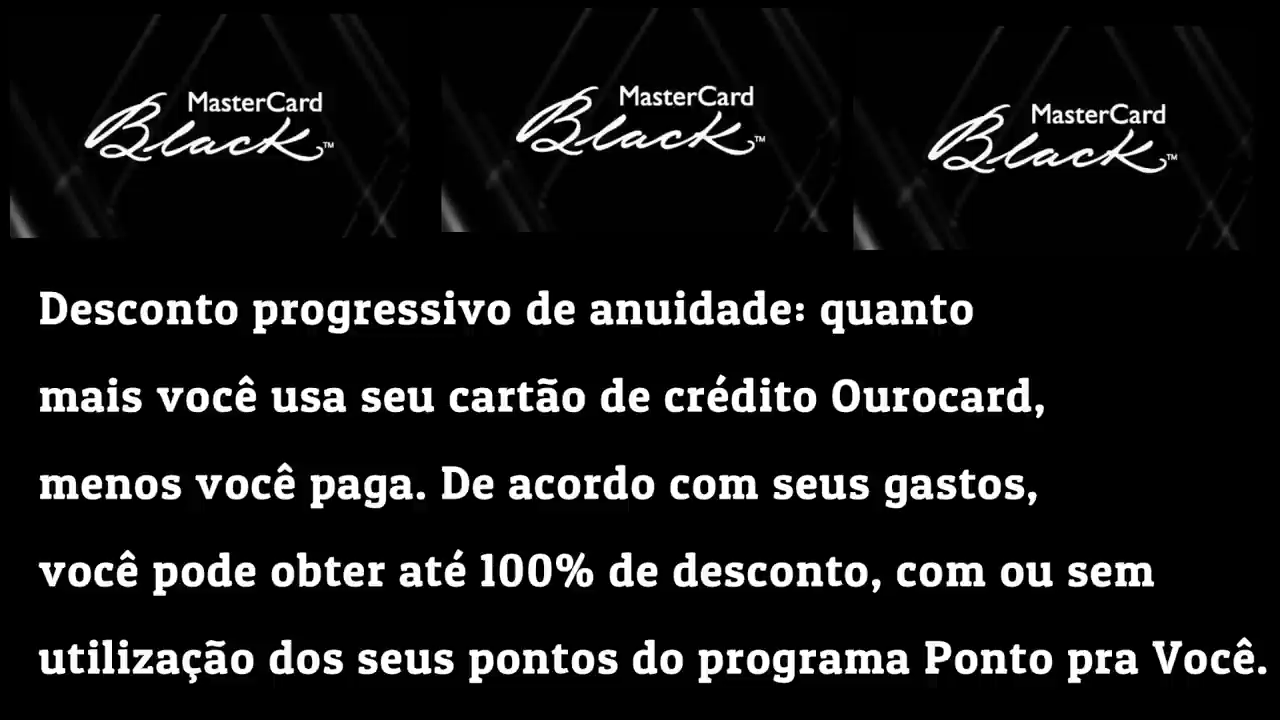 MasterCard
Black™
MasterCard
Black™
MasterCard
Black™
Desconto progressivo de anuidade: quanto
mais você usa seu cartão de crédito Ourocard,
menos você paga. De acordo com seus gastos,
você pode obter até 100% de desconto, com ou sem
utilização dos seus pontos do programa Ponto pra Você.